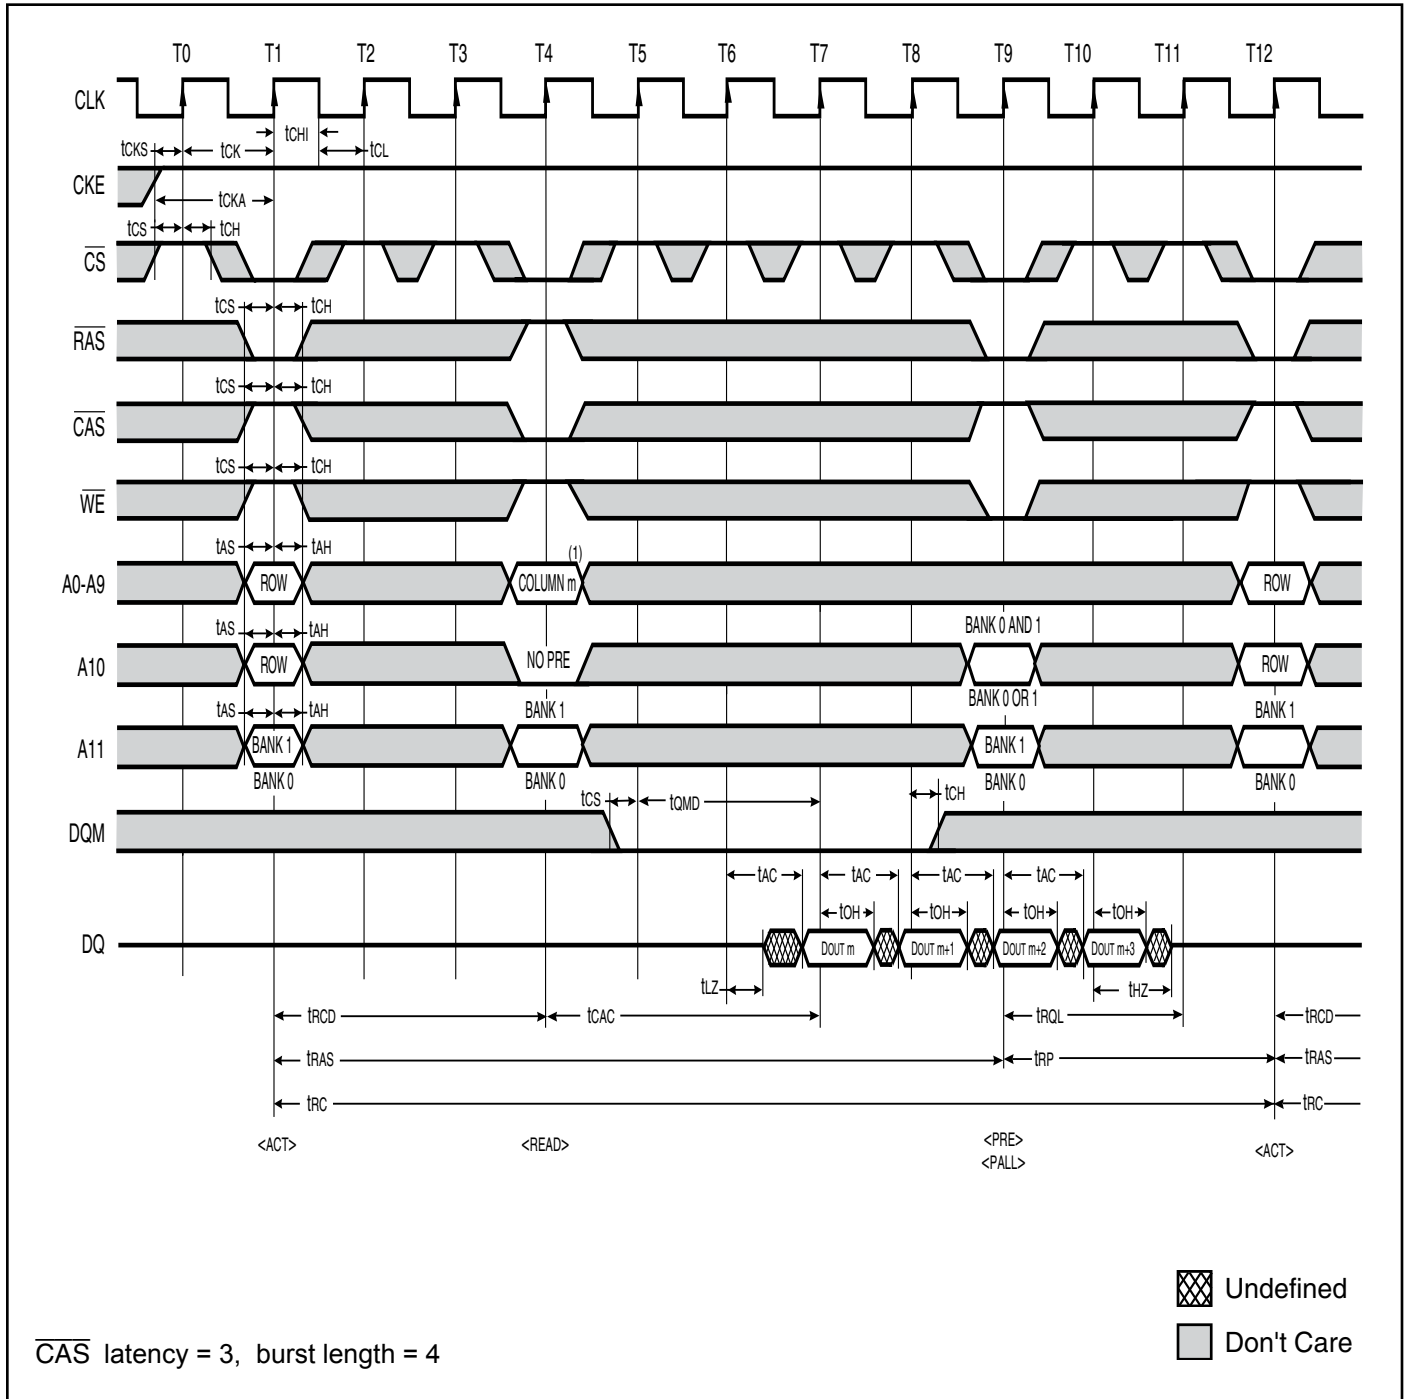 T0 T1 T2 T3 T4 T5 T6 T7 T8 T9 T10 T11 T12
CLK
tCHI
tCKS tCK tCL
CKE
tCKA
tCS tCH
CS
tCS tCH
RAS
tCS tCH
CAS
tCS tCH
WE
tAS tAH (1)
A0-A9 ROW COLUMN m ROW
tAS tAH BANK 0 AND 1
A10 ROW NO PRE ROW
tAS tAH BANK 1 BANK 0 OR 1 BANK 1
A11 BANK 1 BANK 1
BANK 0 BANK 0 BANK 0 BANK 0
tCS tQMD tCH
DQM
tAC tAC tAC tAC
tOH tOH tOH tOH
DQ DOUT m DOUT m+1 DOUT m+2 DOUT m+3
tLZ tHZ
tRCD tCAC tRQL tRCD
tRAS tRP tRAS
tRC tRC
<ACT> <READ> <PRE> <ACT>
<PALL>
Undefined
Don't Care
CAS latency = 3, burst length = 4